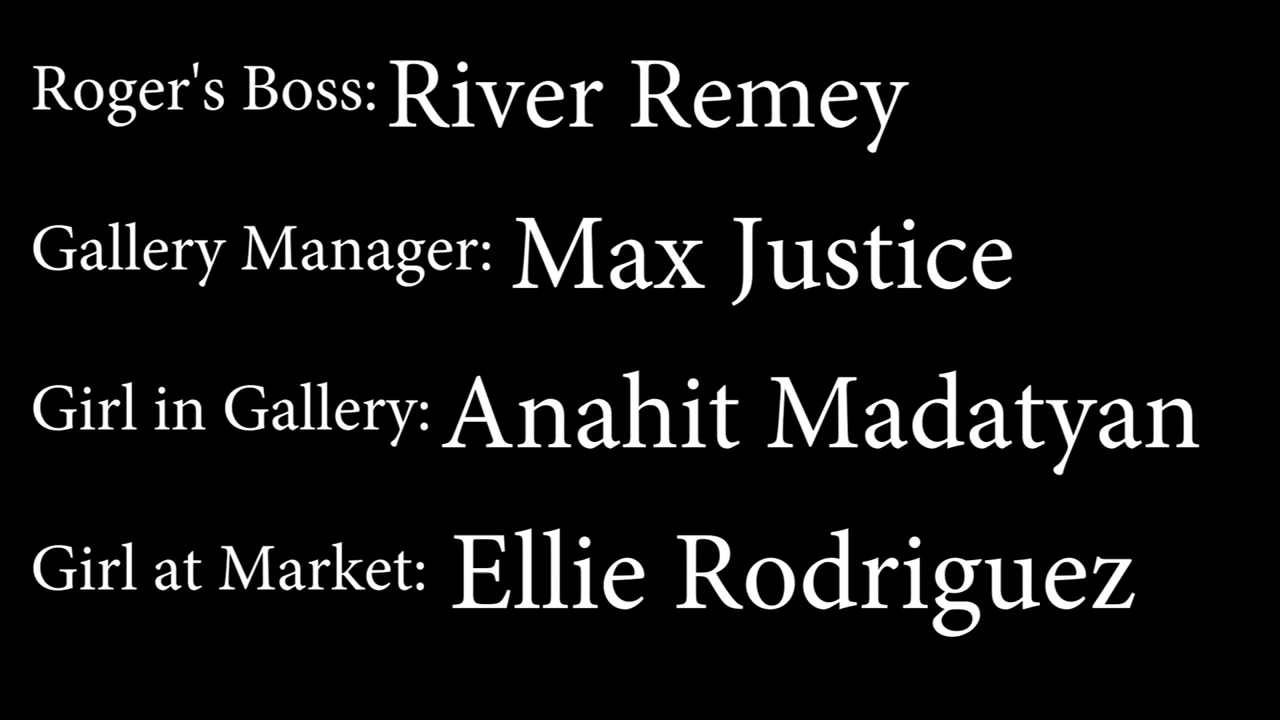 Roger's Boss: River Remey
Gallery Manager: Max Justice
Girl in Gallery: Anahit Madatyan
Girl at Market: Ellie Rodriguez